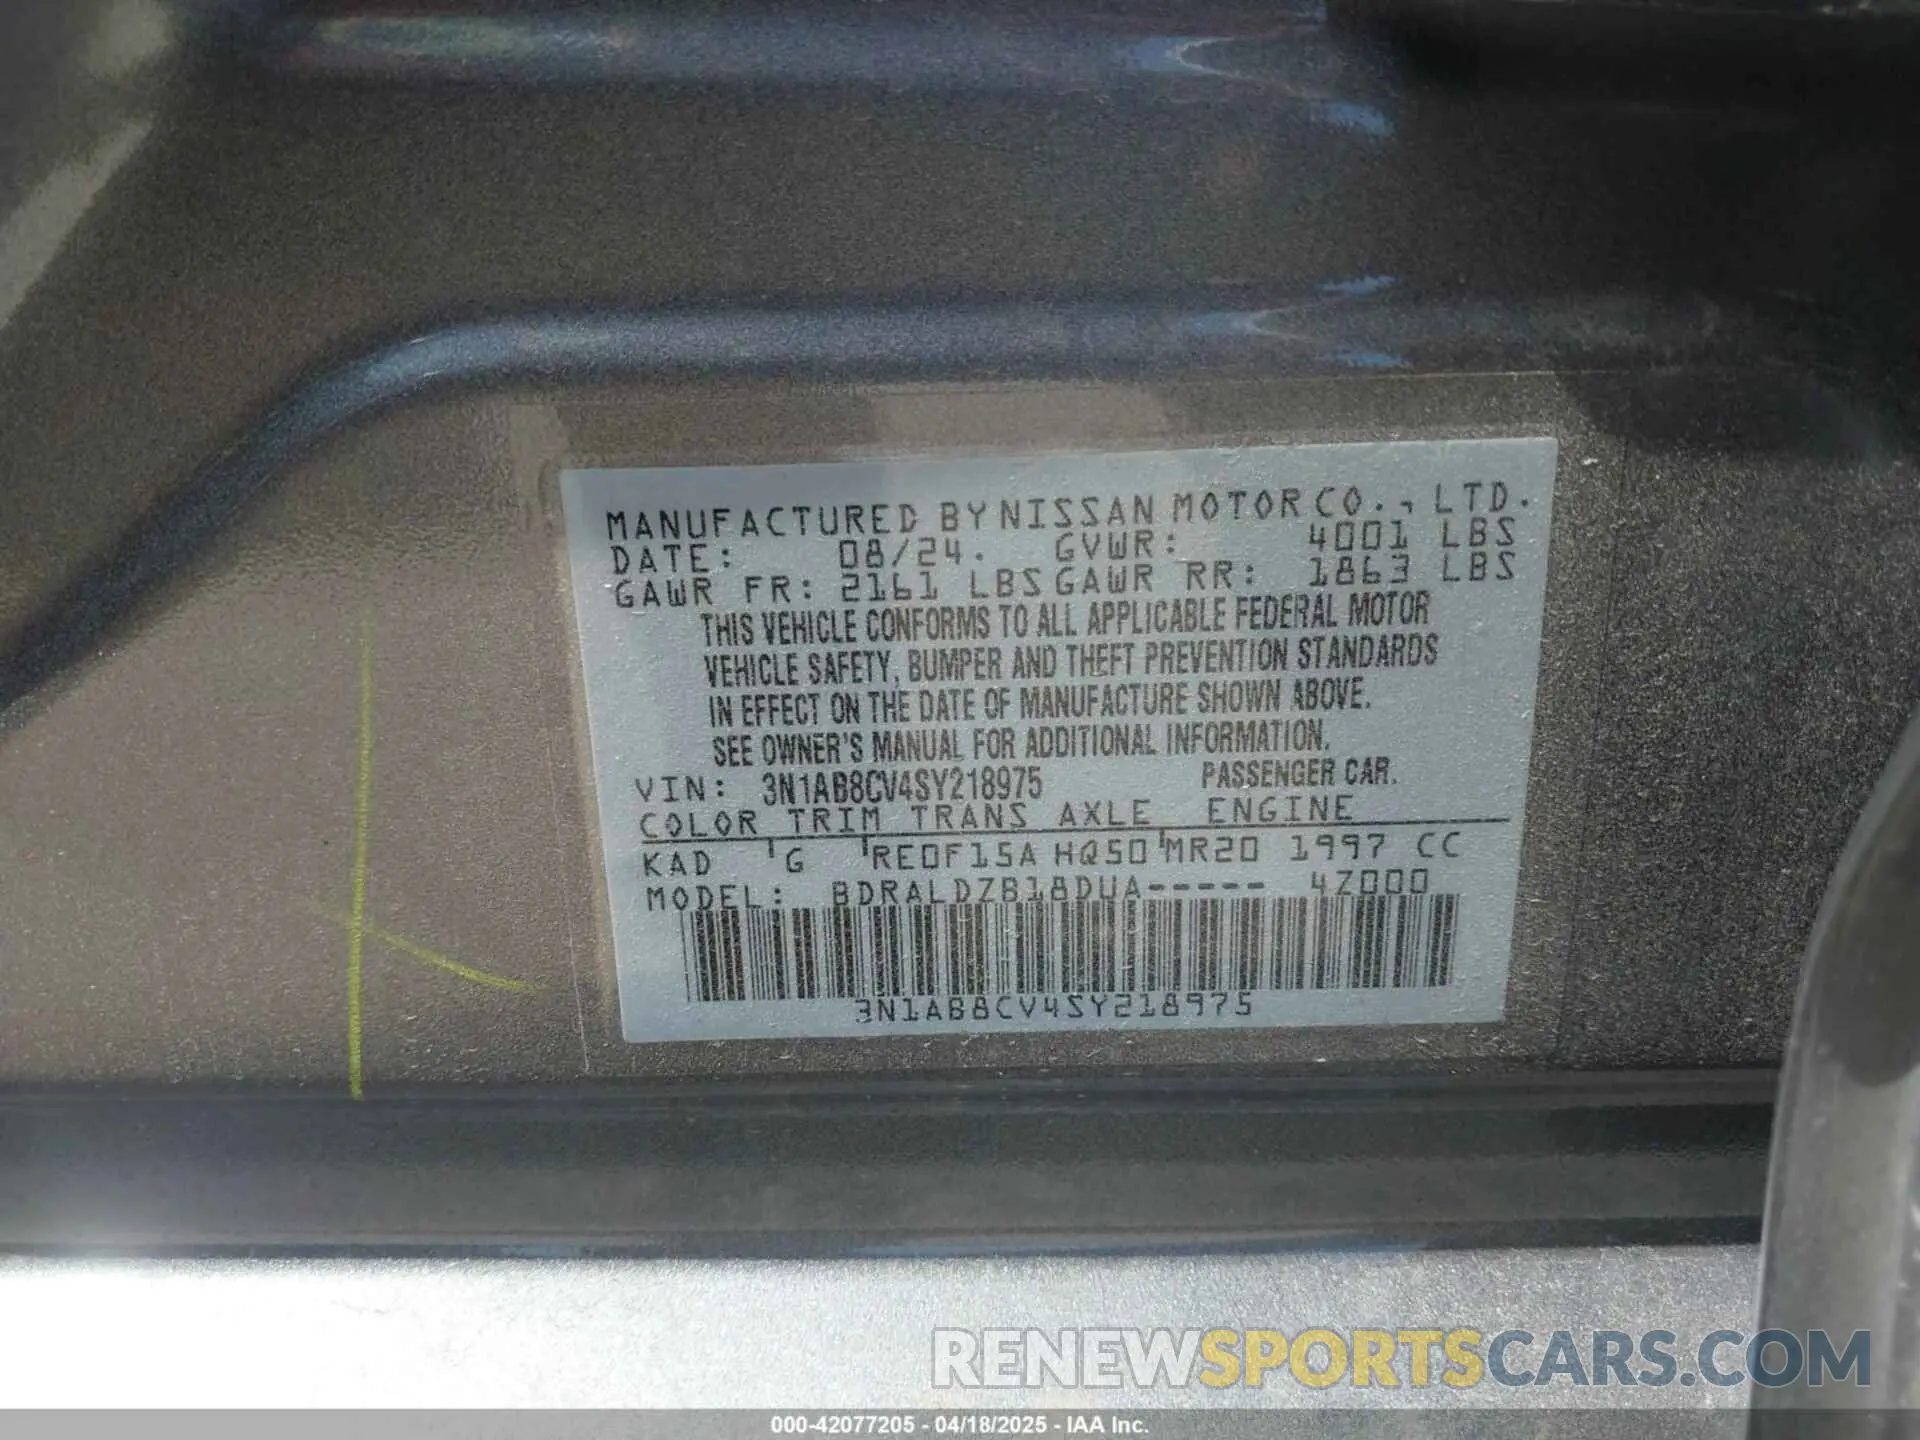 MANUFACTURED BY NISSAN MOTOR CO., LTD.
DATE: 08/24. GVWR: 4001 LBS
GAWR FR: 2161 LBS GAWR RR: 1863 LBS
THIS VEHICLE CONFORMS TO ALL APPLICABLE FEDERAL MOTOR
VEHICLE SAFETY, BUMPER AND THEFT PREVENTION STANDARDS
IN EFFECT ON THE DATE OF MANUFACTURE SHOWN ABOVE.
SEE OWNER'S MANUAL FOR ADDITIONAL INFORMATION.
VIN: 3N1AB8CV4SY218975 PASSENGER CAR.
COLOR TRIM TRANS AXLE ENGINE
KAD G RE0F15A HQ50 MR20 1997 CC
MODEL: BDRALDZB18DUA----- 4Z000
3N1AB8CV4SY218975
RENEWSPORTSCARS.COM
000-42077205 - 04/18/2025 - IAA Inc.